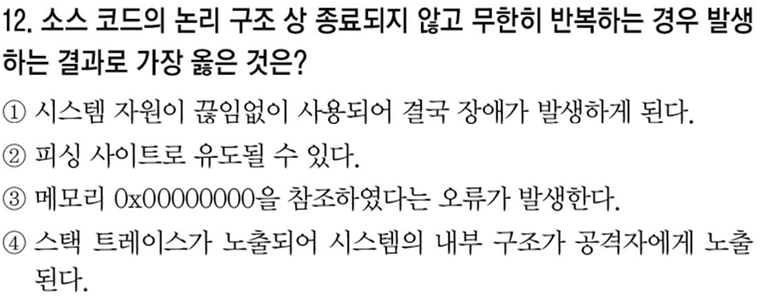 12. 소스 코드의 논리 구조 상 종료되지 않고 무한히 반복하는 경우 발생
하는 결과로 가장 옳은 것은?
① 시스템 자원이 끊임없이 사용되어 결국 장애가 발생하게 된다.
② 피싱 사이트로 유도될 수 있다.
③ 메모리 0x00000000을 참조하였다는 오류가 발생한다.
④ 스택 트레이스가 노출되어 시스템의 내부 구조가 공격자에게 노출
된다.